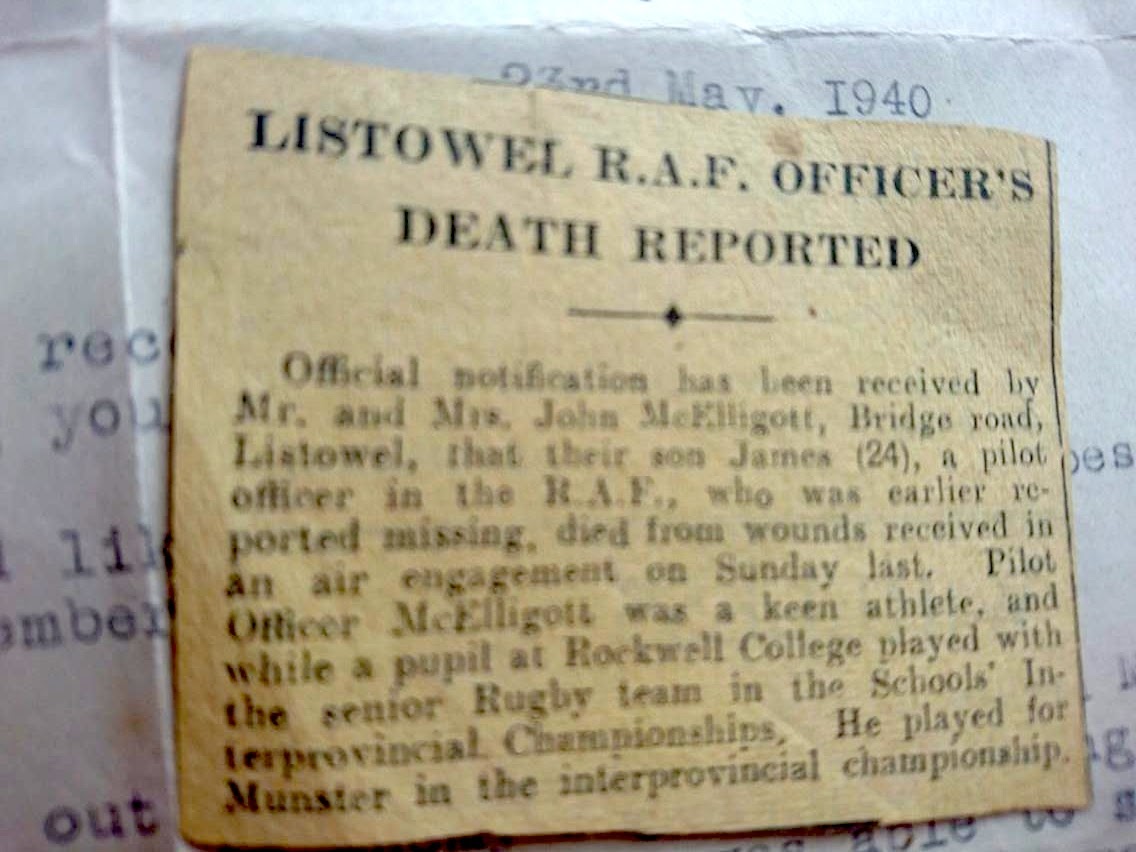 23rd May, 1940
LISTOWEL R.A.F. OFFICER'S
DEATH REPORTED
Official notification has been received by
Mr. and Mrs. John McElligott, Bridge road,
Listowel, that their son James (24), a pilot
officer in the R.A.F., who was earlier re-
ported missing, died from wounds received in
an air engagement on Sunday last. Pilot
Officer McElligott was a keen athlete, and
while a pupil at Rockwell College played with
the senior Rugby team in the Schools' In-
terprovincial Championships. He played for
Munster in the interprovincial championship.
rec
you
lik
ember
out
able to s